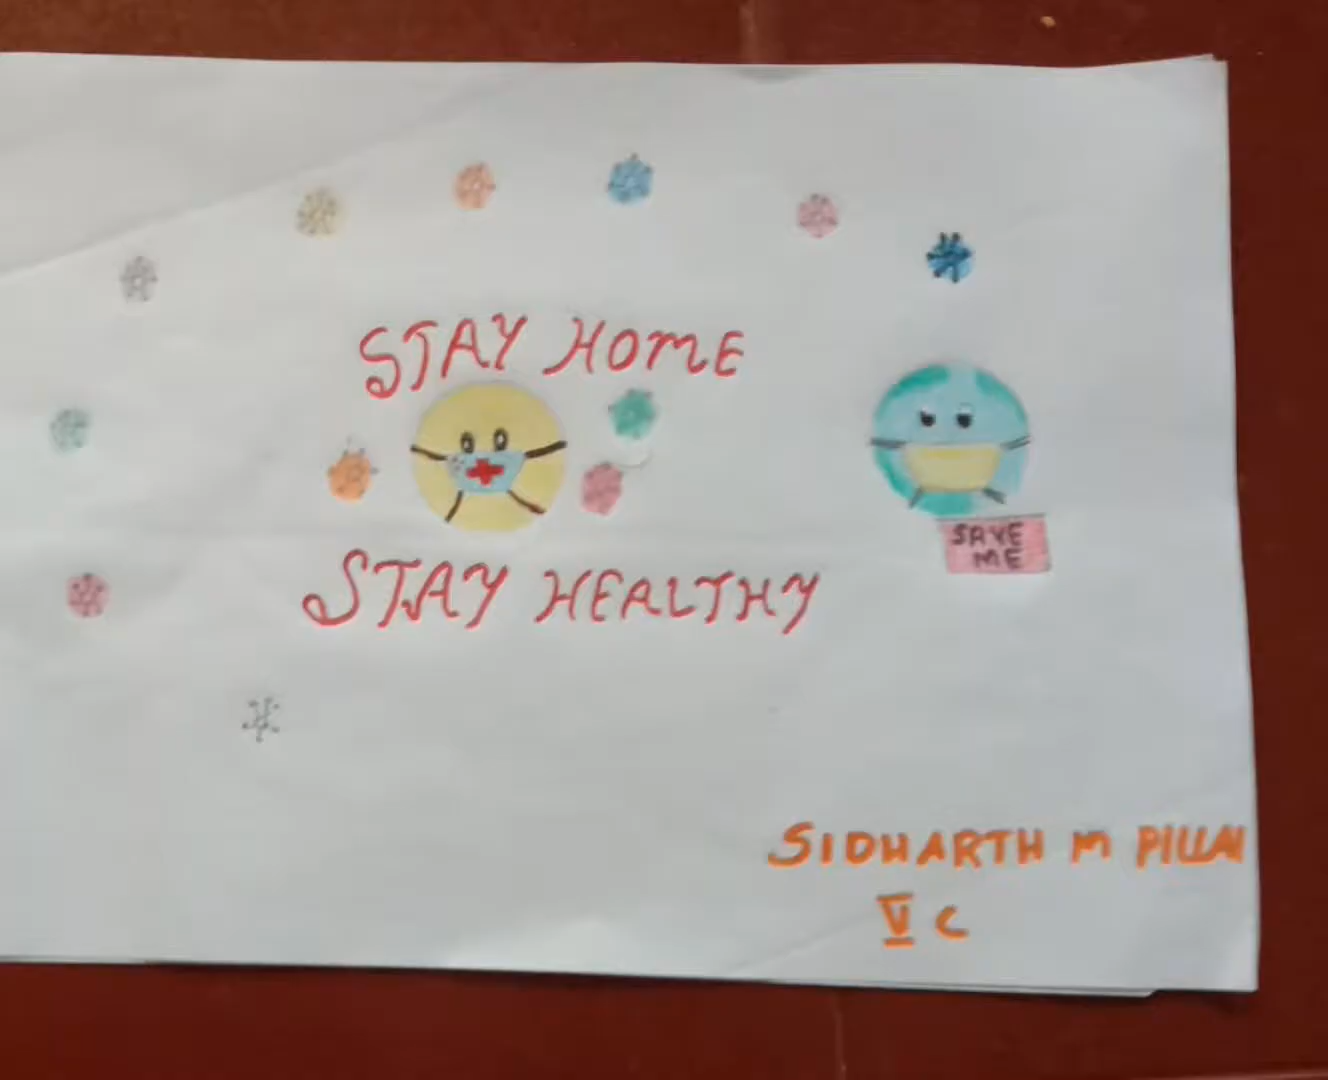 STAY HOME
STAY HEALTHY
SAVE
ME
SIDHARTH M PILLAI
V C